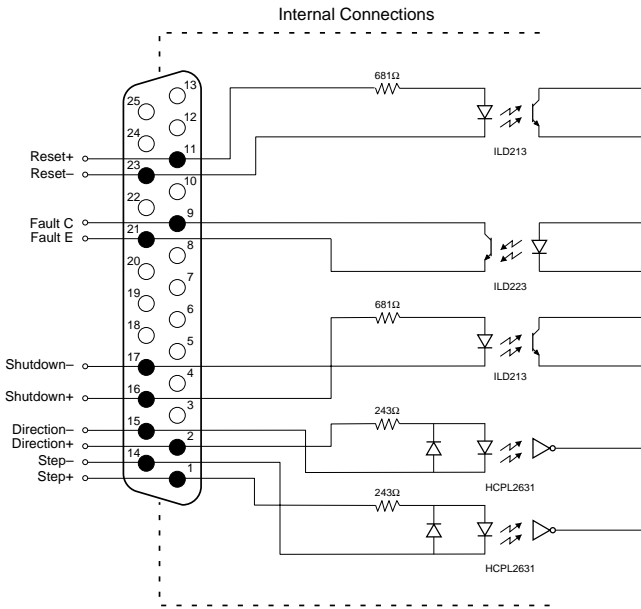 Internal Connections
13
25
12
24
11
23
10
22
9
21
8
20
7
19
6
18
5
17
4
16
3
15
2
14
1
Reset+
Reset–
Fault C
Fault E
Shutdown–
Shutdown+
Direction–
Direction+
Step–
Step+
681Ω
ILD213
ILD223
681Ω
ILD213
243Ω
HCPL2631
243Ω
HCPL2631